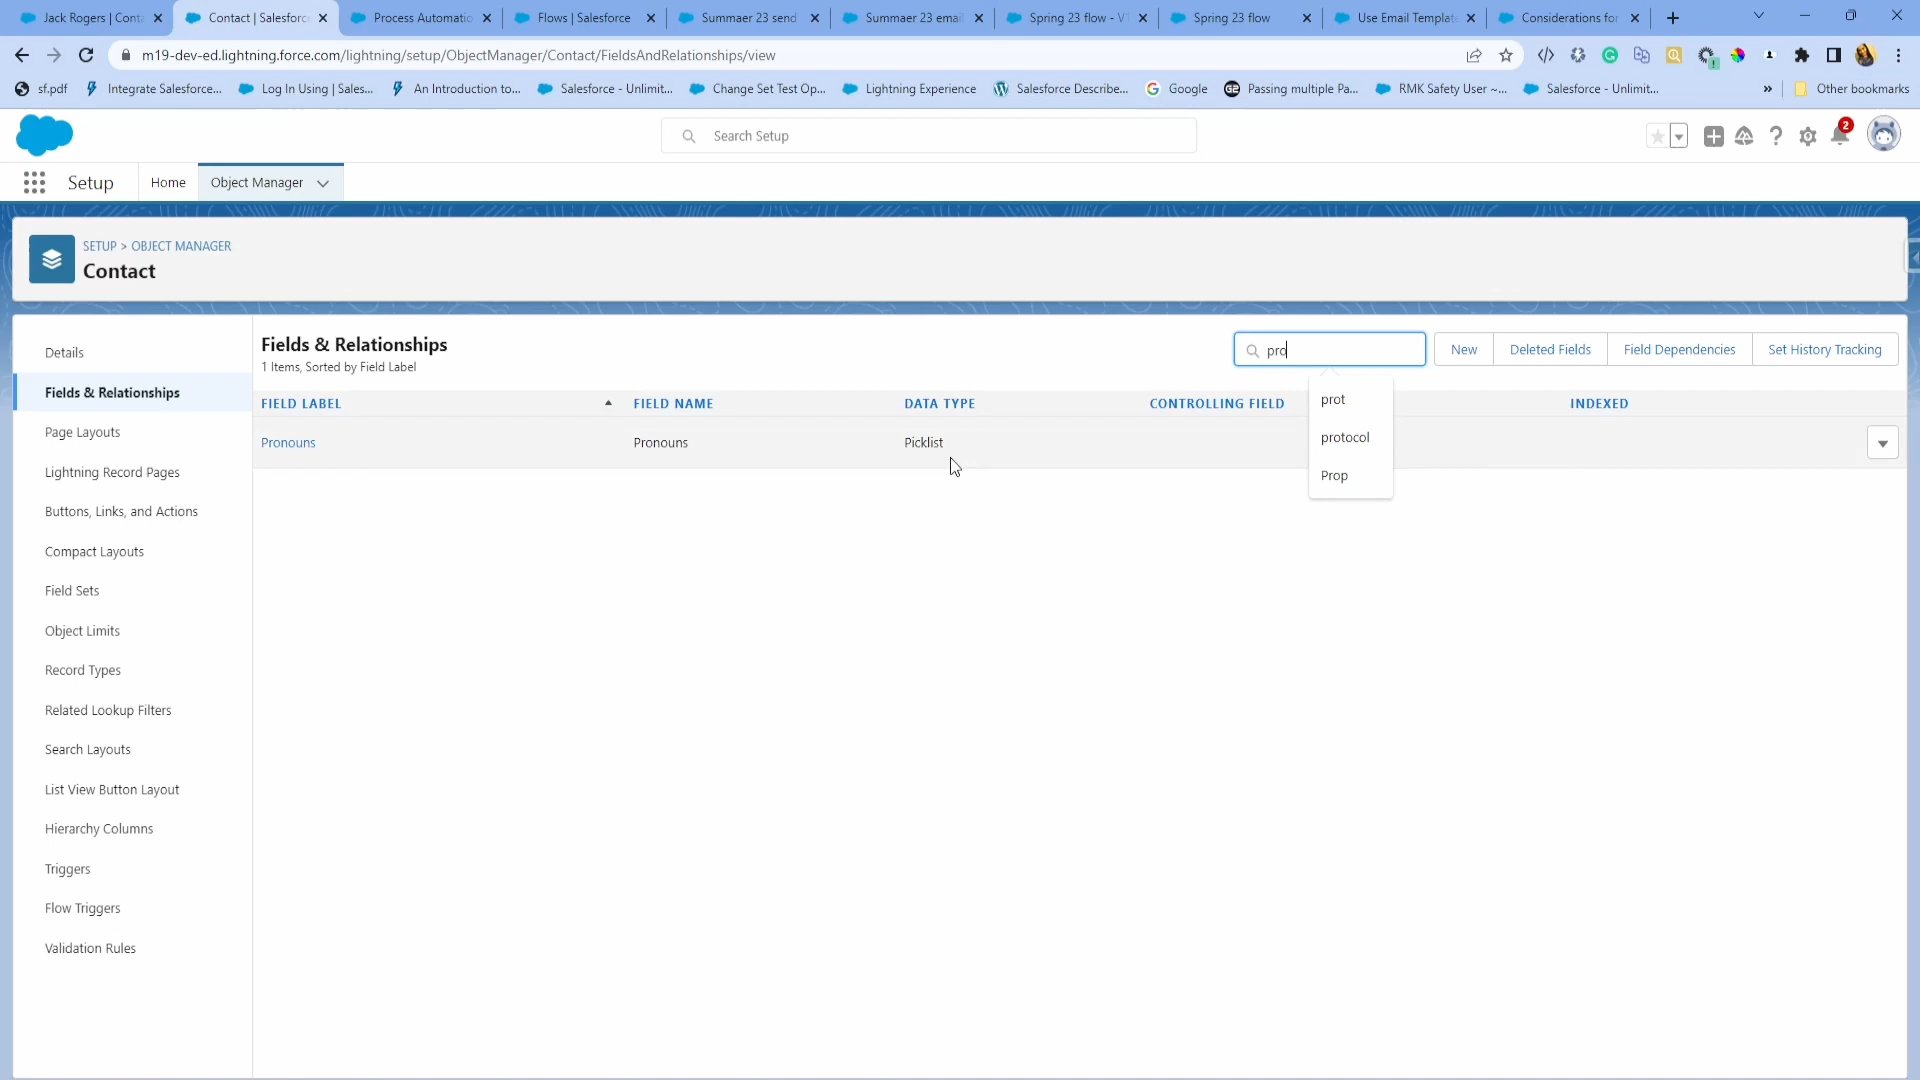 Jack Rogers | Conta
Contact | Salesforc
Process Automatio
Flows | Salesforce
Summaer 23 send
Summaer 23 email
Spring 23 flow - V1
Spring 23 flow
Use Email Templat
Considerations for
m19-dev-ed.lightning.force.com/lightning/setup/ObjectManager/Contact/FieldsAndRelationships/view
sf.pdf
Integrate Salesforce...
Log In Using | Sales...
An Introduction to...
Salesforce - Unlimit...
Change Set Test Op...
Lightning Experience
Salesforce Describe...
Google
Passing multiple Pa...
RMK Safety User ~...
Salesforce - Unlimit...
»
Other bookmarks
Search Setup
2
Setup
Home
Object Manager
SETUP > OBJECT MANAGER
Contact
Details
Fields & Relationships
Page Layouts
Lightning Record Pages
Buttons, Links, and Actions
Compact Layouts
Field Sets
Object Limits
Record Types
Related Lookup Filters
Search Layouts
List View Button Layout
Hierarchy Columns
Triggers
Flow Triggers
Validation Rules
Fields & Relationships
1 Items, Sorted by Field Label
pro
New
Deleted Fields
Field Dependencies
Set History Tracking
FIELD LABEL
FIELD NAME
DATA TYPE
CONTROLLING FIELD
INDEXED
Pronouns
Pronouns
Picklist
prot
protocol
Prop